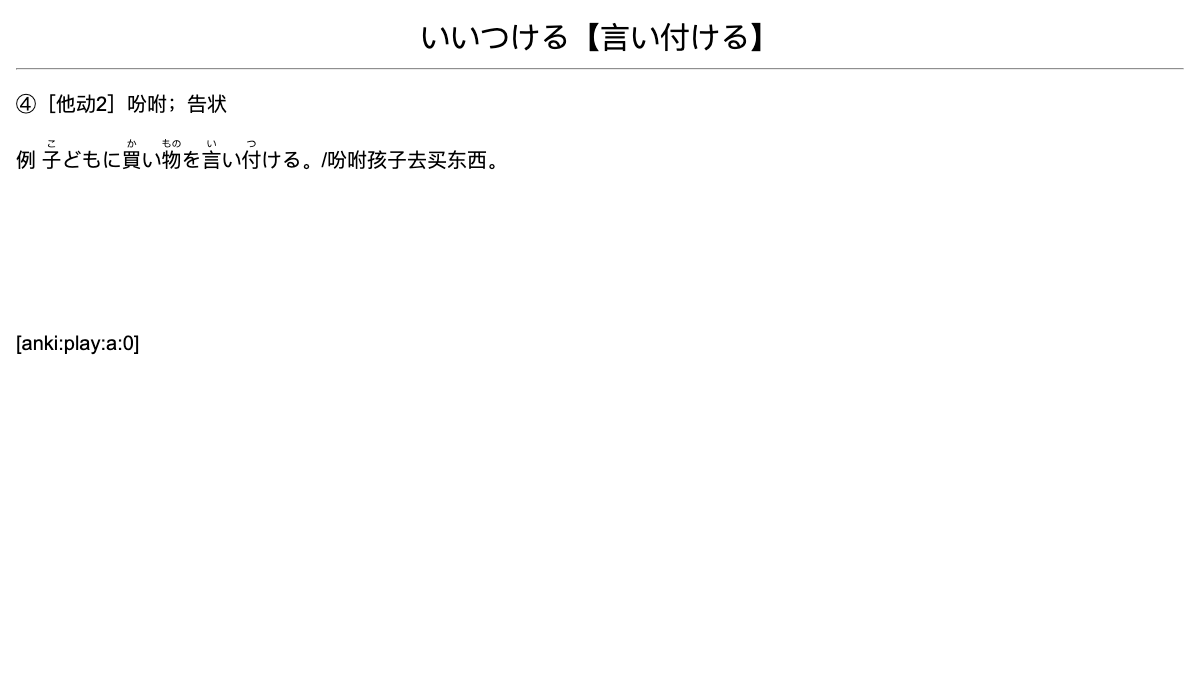 いいつける【言い付ける】
④［他动2］吩咐；告状
例 子どもに買い物を言い付ける。/吩咐孩子去买东西。
こ か もの い つ
[anki:play:a:0]